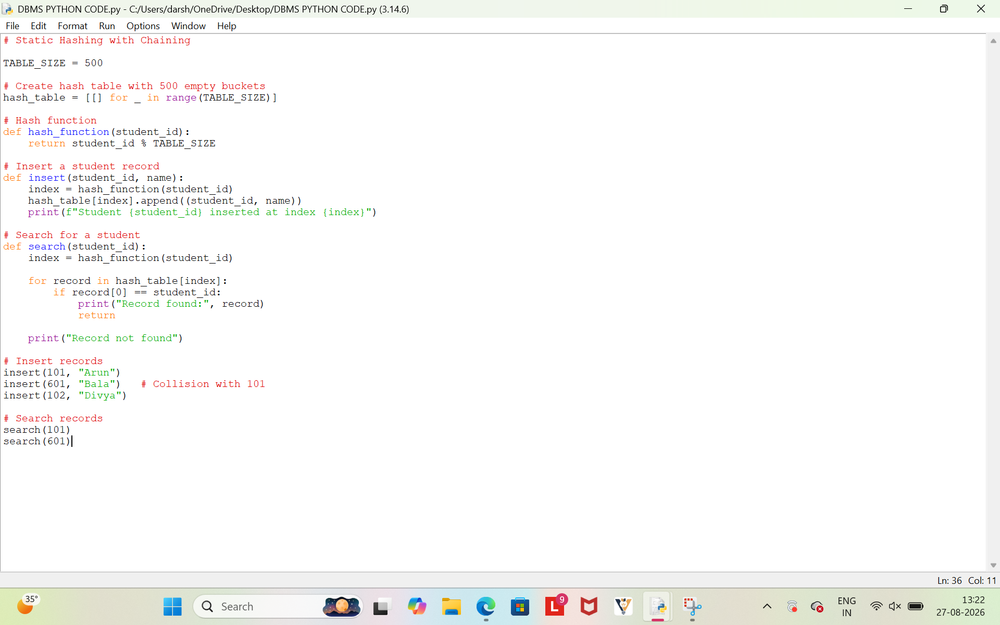 DBMS PYTHON CODE.py - C:/Users/darsh/OneDrive/Desktop/DBMS PYTHON CODE.py (3.14.6)
File Edit Format Run Options Window Help
# Static Hashing with Chaining

TABLE_SIZE = 500

# Create hash table with 500 empty buckets
hash_table = [[] for _ in range(TABLE_SIZE)]

# Hash function
def hash_function(student_id):
    return student_id % TABLE_SIZE

# Insert a student record
def insert(student_id, name):
    index = hash_function(student_id)
    hash_table[index].append((student_id, name))
    print(f"Student {student_id} inserted at index {index}")

# Search for a student
def search(student_id):
    index = hash_function(student_id)

    for record in hash_table[index]:
        if record[0] == student_id:
            print("Record found:", record)
            return

    print("Record not found")

# Insert records
insert(101, "Arun")
insert(601, "Bala")   # Collision with 101
insert(102, "Divya")

# Search records
search(101)
search(601)
Ln: 36 Col: 11
35°
Search
L
9
ENG
IN
13:22
27-08-2026